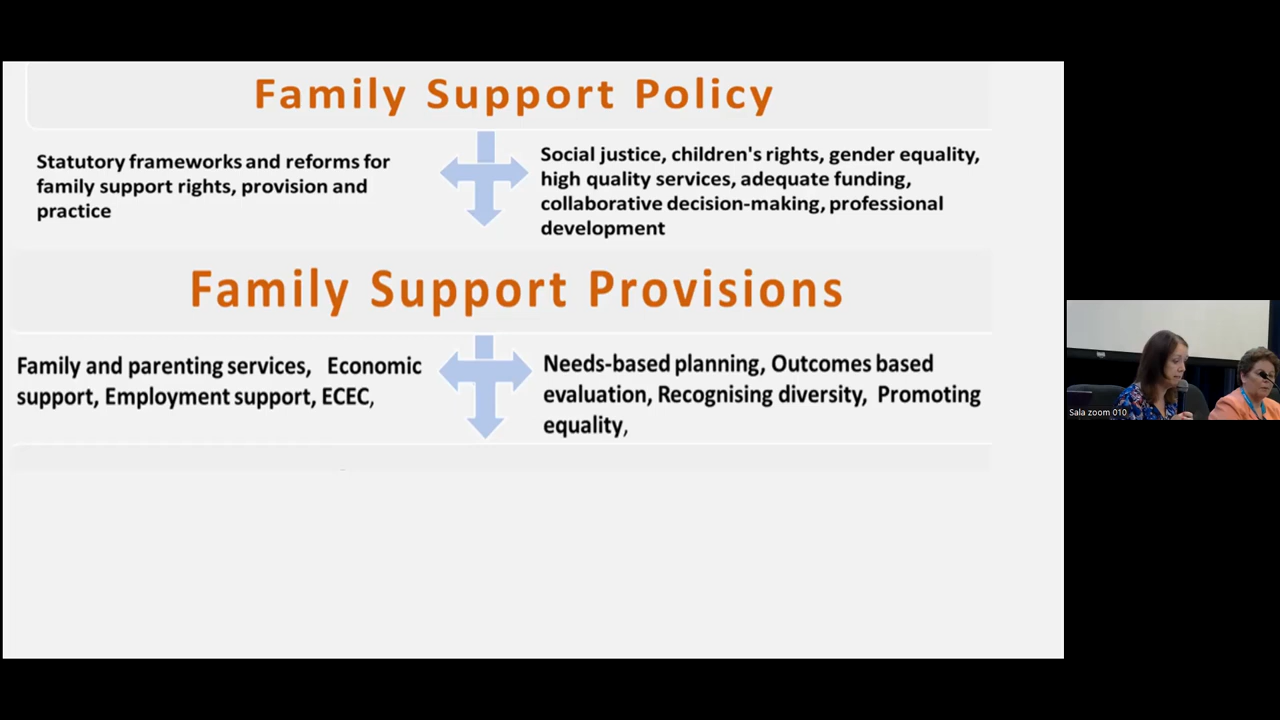 Family Support Policy
Statutory frameworks and reforms for
family support rights, provision and
practice
Social justice, children's rights, gender equality,
high quality services, adequate funding,
collaborative decision-making, professional
development
Family Support Provisions
Family and parenting services, Economic
support, Employment support, ECEC,
Needs-based planning, Outcomes based
evaluation, Recognising diversity, Promoting
equality,
Sala zoom 010